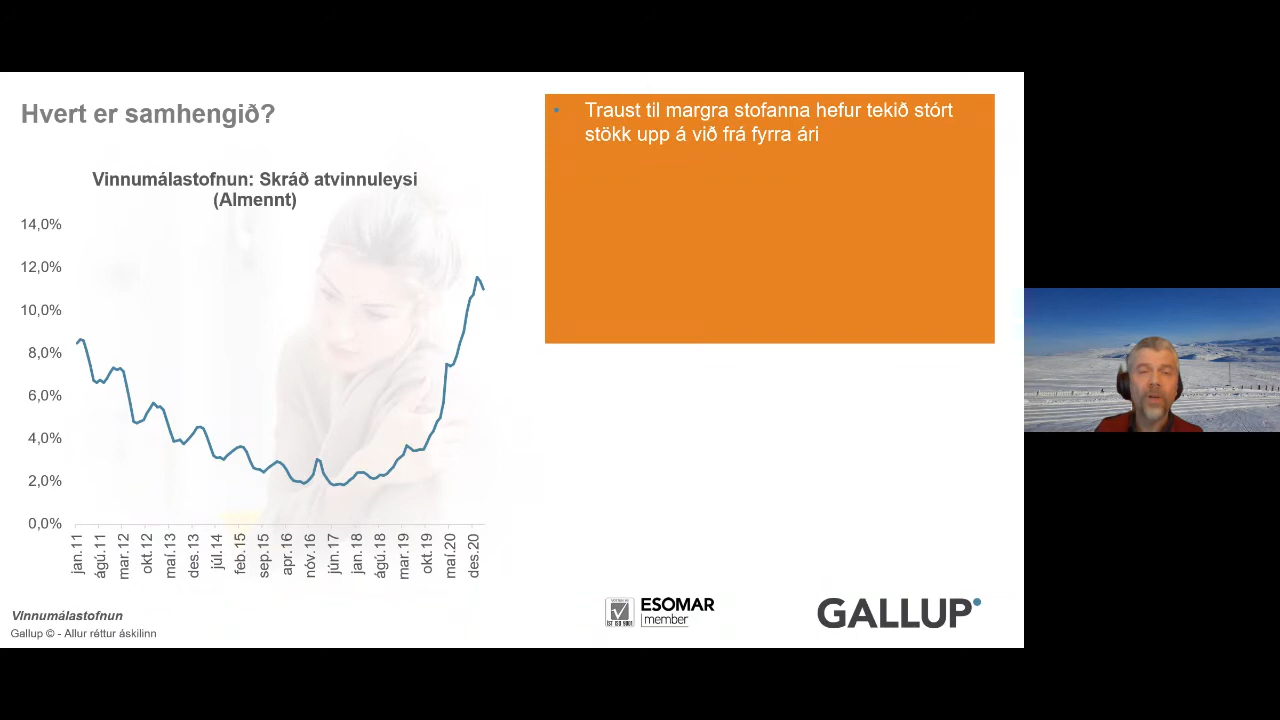 Hvert er samhengið?
Vinnumálastofnun: Skráð atvinnuleysi
(Almennt)
14,0%
12,0%
10,0%
8,0%
6,0%
4,0%
2,0%
0,0%
jan.11
ágú.11
mar.12
okt.12
maí.13
des.13
júl.14
feb.15
sep.15
apr.16
nóv.16
jún.17
jan.18
ágú.18
mar.19
okt.19
maí.20
des.20
• Traust til margra stofanna hefur tekið stórt
stökk upp á við frá fyrra ári
Vinnumálastofnun
Gallup © - Allur réttur áskilinn
IST ISO 9001
ESOMAR
member
GALLUP